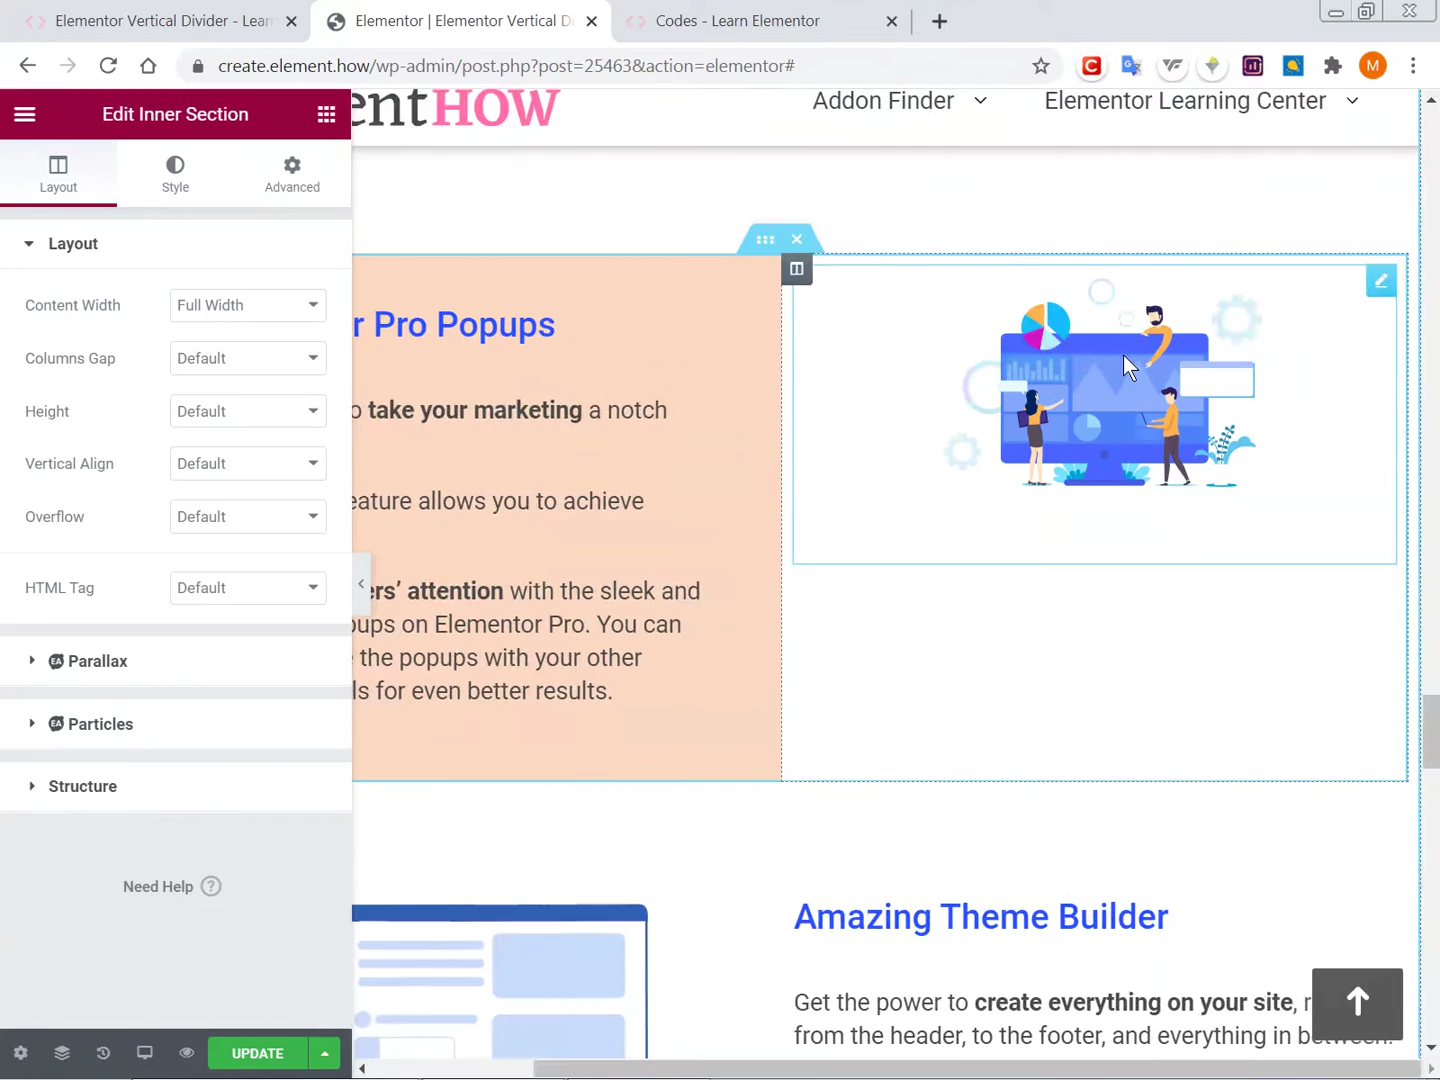 Elementor Vertical Divider - Lear
Elementor | Elementor Vertical D
Codes - Learn Elementor
create.element.how/wp-admin/post.php?post=25463&action=elementor#
M
Edit Inner Section
Layout
Style
Advanced
Layout
Content Width
Full Width
Columns Gap
Default
Height
Default
Vertical Align
Default
Overflow
Default
HTML Tag
Default
EA Parallax
EA Particles
Structure
Need Help ?
UPDATE
entHOW
Addon Finder
Elementor Learning Center
r Pro Popups
take your marketing a notch
eature allows you to achieve
ers’ attention with the sleek and
pups on Elementor Pro. You can
the popups with your other
ls for even better results.
Amazing Theme Builder
Get the power to create everything on your site,
from the header, to the footer, and everything in between.